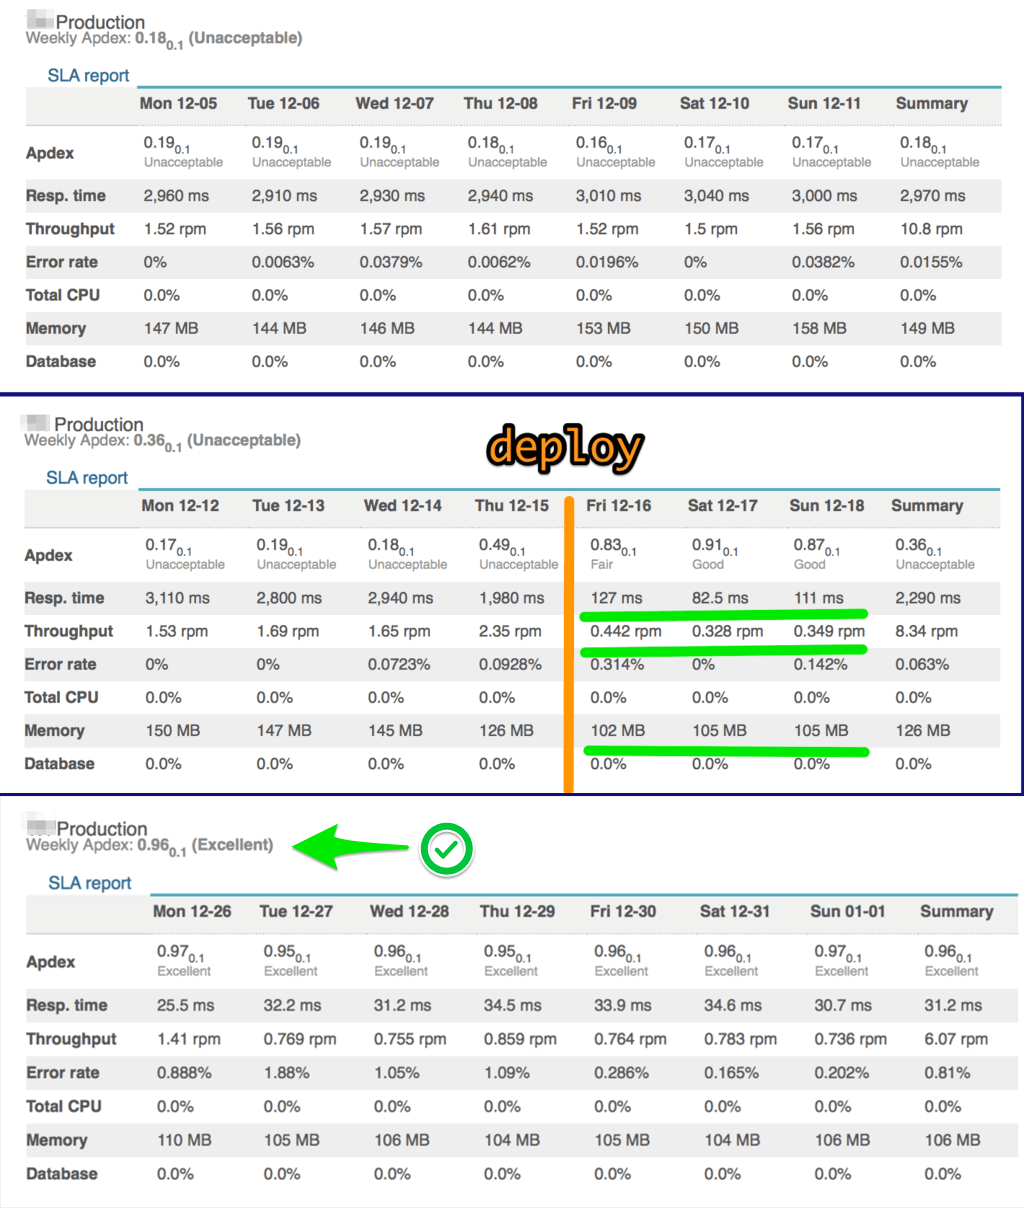 Production
Weekly Apdex: 0.18 0.1 (Unacceptable)
SLA report
Mon 12-05 Tue 12-06 Wed 12-07 Thu 12-08 Fri 12-09 Sat 12-10 Sun 12-11 Summary
Apdex 0.19 0.1 0.19 0.1 0.19 0.1 0.18 0.1 0.16 0.1 0.17 0.1 0.17 0.1 0.18 0.1
Unacceptable Unacceptable Unacceptable Unacceptable Unacceptable Unacceptable Unacceptable Unacceptable
Resp. time 2,960 ms 2,910 ms 2,930 ms 2,940 ms 3,010 ms 3,040 ms 3,000 ms 2,970 ms
Throughput 1.52 rpm 1.56 rpm 1.57 rpm 1.61 rpm 1.52 rpm 1.5 rpm 1.56 rpm 10.8 rpm
Error rate 0% 0.0063% 0.0379% 0.0062% 0.0196% 0% 0.0382% 0.0155%
Total CPU 0.0% 0.0% 0.0% 0.0% 0.0% 0.0% 0.0% 0.0%
Memory 147 MB 144 MB 146 MB 144 MB 153 MB 150 MB 158 MB 149 MB
Database 0.0% 0.0% 0.0% 0.0% 0.0% 0.0% 0.0% 0.0%
Production
Weekly Apdex: 0.36 0.1 (Unacceptable)
deploy
SLA report
Mon 12-12 Tue 12-13 Wed 12-14 Thu 12-15 Fri 12-16 Sat 12-17 Sun 12-18 Summary
Apdex 0.17 0.1 0.19 0.1 0.18 0.1 0.49 0.1 0.83 0.1 0.91 0.1 0.87 0.1 0.36 0.1
Unacceptable Unacceptable Unacceptable Unacceptable Fair Good Good Unacceptable
Resp. time 3,110 ms 2,800 ms 2,940 ms 1,980 ms 127 ms 82.5 ms 111 ms 2,290 ms
Throughput 1.53 rpm 1.69 rpm 1.65 rpm 2.35 rpm 0.442 rpm 0.328 rpm 0.349 rpm 8.34 rpm
Error rate 0% 0% 0.0723% 0.0928% 0.314% 0% 0.142% 0.063%
Total CPU 0.0% 0.0% 0.0% 0.0% 0.0% 0.0% 0.0% 0.0%
Memory 150 MB 147 MB 145 MB 126 MB 102 MB 105 MB 105 MB 126 MB
Database 0.0% 0.0% 0.0% 0.0% 0.0% 0.0% 0.0% 0.0%
Production
Weekly Apdex: 0.96 0.1 (Excellent)
SLA report
Mon 12-26 Tue 12-27 Wed 12-28 Thu 12-29 Fri 12-30 Sat 12-31 Sun 01-01 Summary
Apdex 0.97 0.1 0.95 0.1 0.96 0.1 0.95 0.1 0.96 0.1 0.96 0.1 0.97 0.1 0.96 0.1
Excellent Excellent Excellent Excellent Excellent Excellent Excellent Excellent
Resp. time 25.5 ms 32.2 ms 31.2 ms 34.5 ms 33.9 ms 34.6 ms 30.7 ms 31.2 ms
Throughput 1.41 rpm 0.769 rpm 0.755 rpm 0.859 rpm 0.764 rpm 0.783 rpm 0.736 rpm 6.07 rpm
Error rate 0.888% 1.88% 1.05% 1.09% 0.286% 0.165% 0.202% 0.81%
Total CPU 0.0% 0.0% 0.0% 0.0% 0.0% 0.0% 0.0% 0.0%
Memory 110 MB 105 MB 106 MB 104 MB 105 MB 104 MB 106 MB 106 MB
Database 0.0% 0.0% 0.0% 0.0% 0.0% 0.0% 0.0% 0.0%